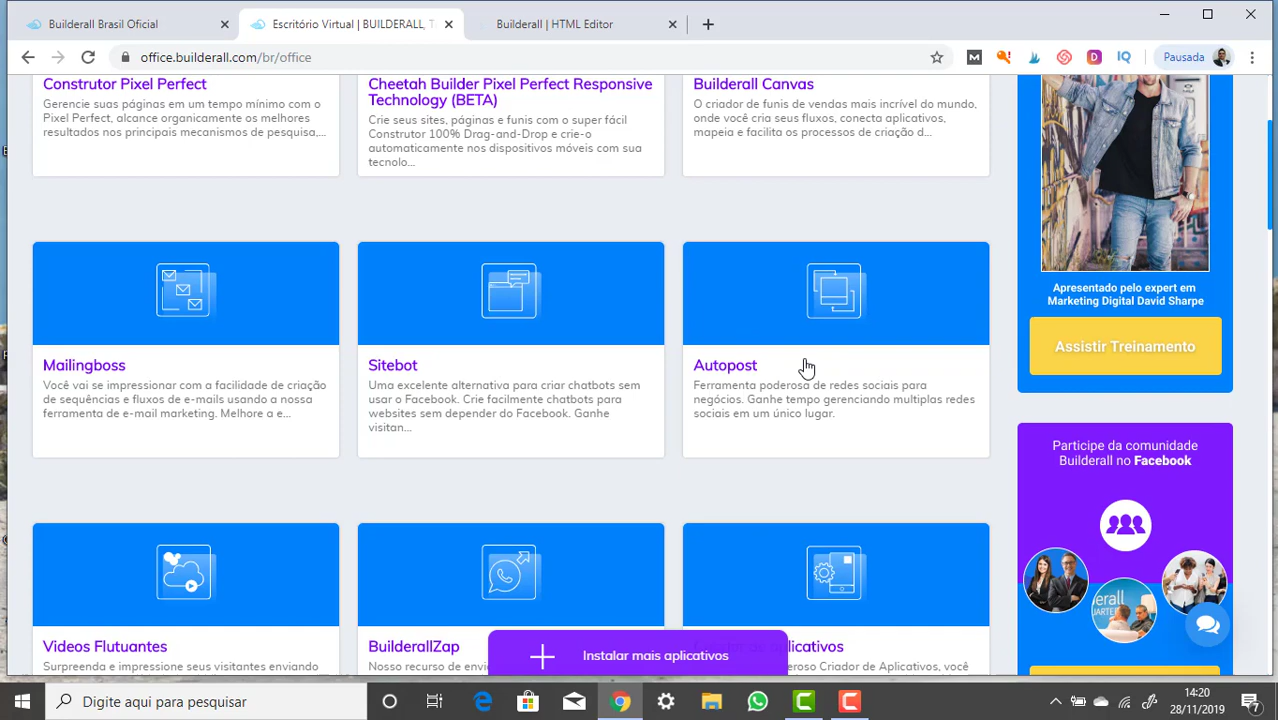 Builderall Brasil Oficial
Escritório Virtual | BUILDERALL, T
Builderall | HTML Editor
office.builderall.com/br/office
Pausada
Construtor Pixel Perfect
Gerencie suas páginas em um tempo mínimo com o
Pixel Perfect, alcance organicamente os melhores
resultados nos principais mecanismos de pesquisa,...
Cheetah Builder Pixel Perfect Responsive
Technology (BETA)
Crie seus sites, páginas e funis com o super fácil
Construtor 100% Drag-and-Drop e crie-o
automaticamente nos dispositivos móveis com sua
tecnolo...
Builderall Canvas
O criador de funis de vendas mais incrível do mundo,
onde você cria seus fluxos, conecta aplicativos,
mapeia e facilita os processos de criação d...
Mailingboss
Você vai se impressionar com a facilidade de criação
de sequências e fluxos de e-mails usando a nossa
ferramenta de e-mail marketing. Melhore a e...
Sitebot
Uma excelente alternativa para criar chatbots sem
usar o Facebook. Crie facilmente chatbots para
websites sem depender do Facebook. Ganhe
visitan...
Autopost
Ferramenta poderosa de redes sociais para
negócios. Ganhe tempo gerenciando multiplas redes
sociais em um único lugar.
Videos Flutuantes
Surpreenda e impressione seus visitantes enviando
BuilderallZap
Nosso recurso de envi
aplicativos
Criador de Aplicativos, você
Instalar mais aplicativos
Apresentado pelo expert em
Marketing Digital David Sharpe
Assistir Treinamento
Participe da comunidade
Builderall no Facebook
Digite aqui para pesquisar
14:20
28/11/2019
7